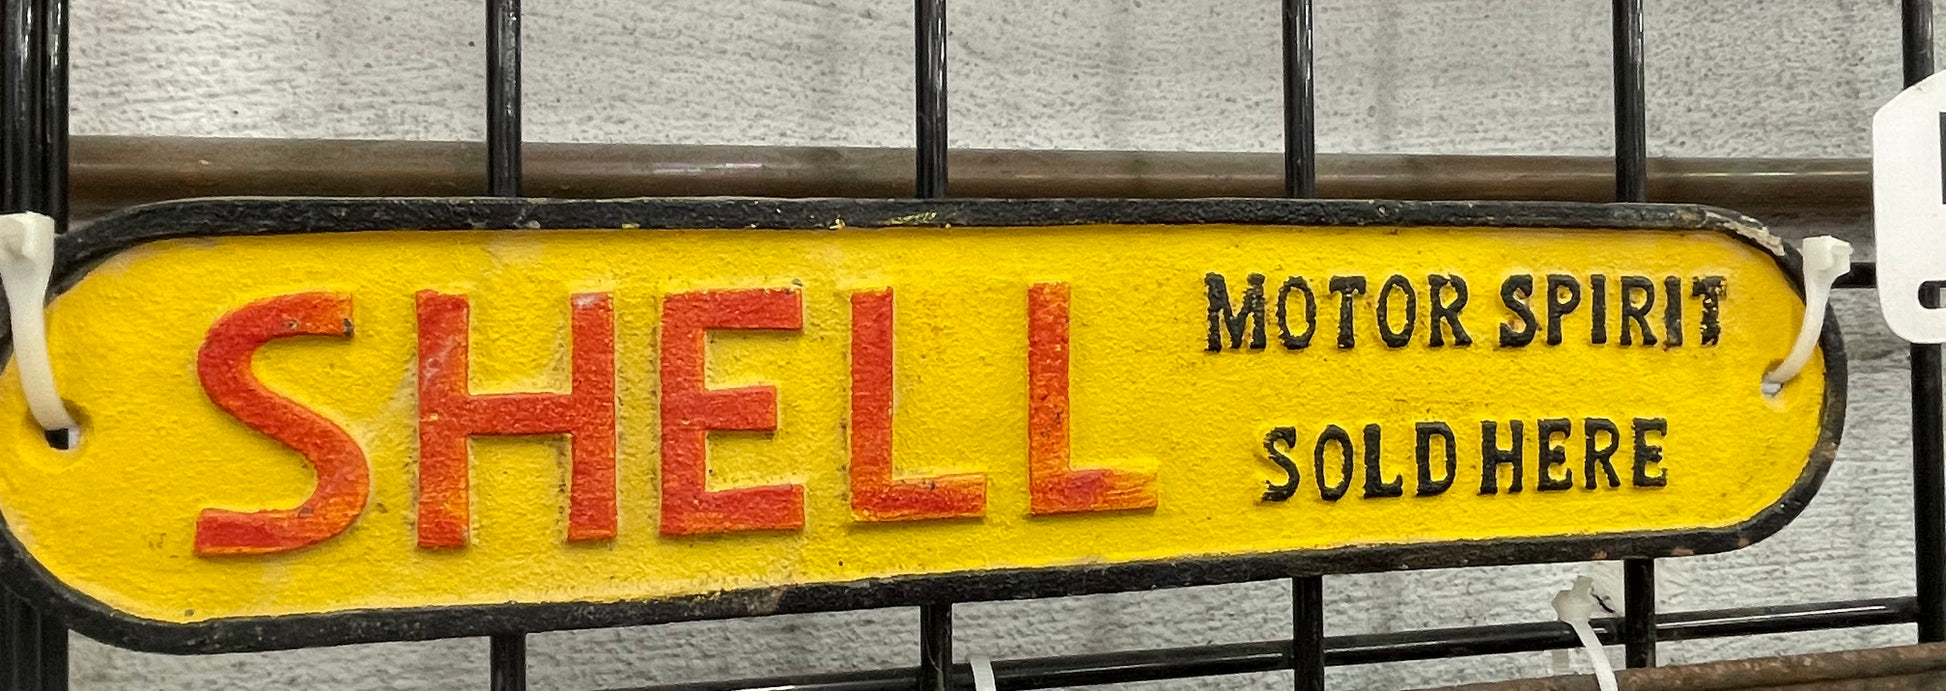 SHELL
MOTOR SPIRIT
SOLD HERE